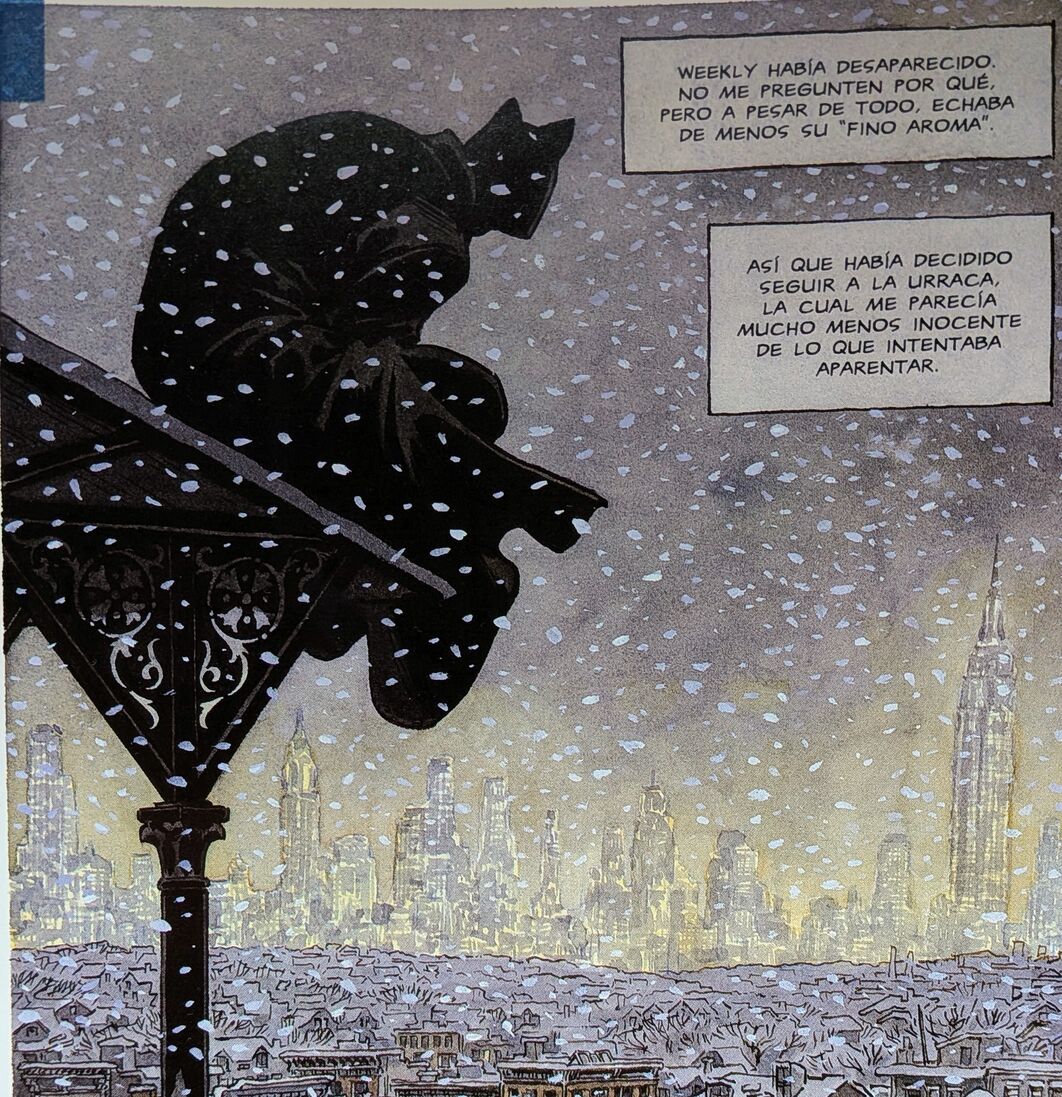 WEEKLY HABÍA DESAPARECIDO.
NO ME PREGUNTEN POR QUÉ,
PERO A PESAR DE TODO, ECHABA
DE MENOS SU "FINO AROMA".
ASÍ QUE HABÍA DECIDIDO
SEGUIR A LA URRACA,
LA CUAL ME PARECÍA
MUCHO MENOS INOCENTE
DE LO QUE INTENTABA
APARENTAR.